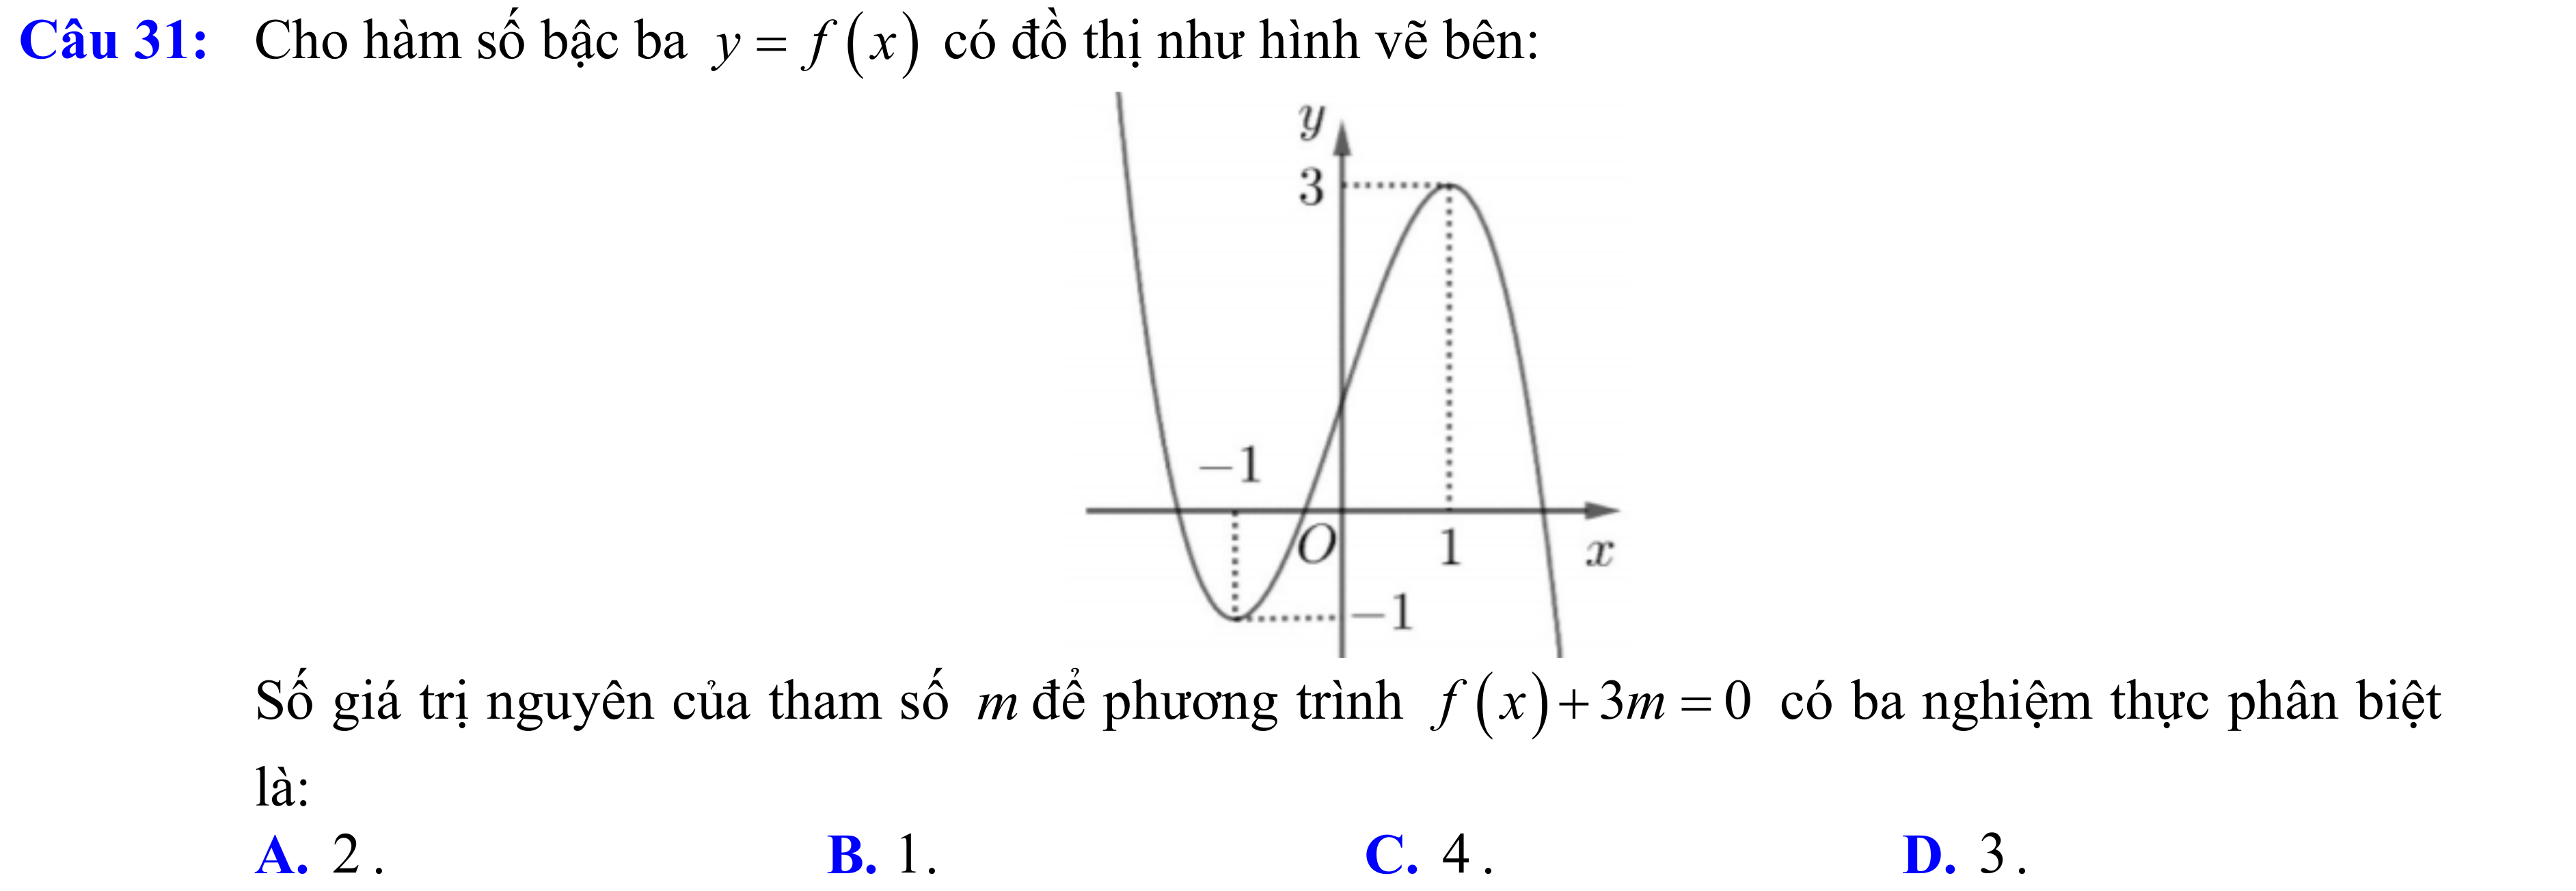 Câu 31: Cho hàm số bậc ba y = f(x) có đồ thị như hình vẽ bên:
y
3
−1
O
1
x
−1
Số giá trị nguyên của tham số m để phương trình f(x)+3m = 0 có ba nghiệm thực phân biệt
là:
A. 2 . B. 1. C. 4 . D. 3 .